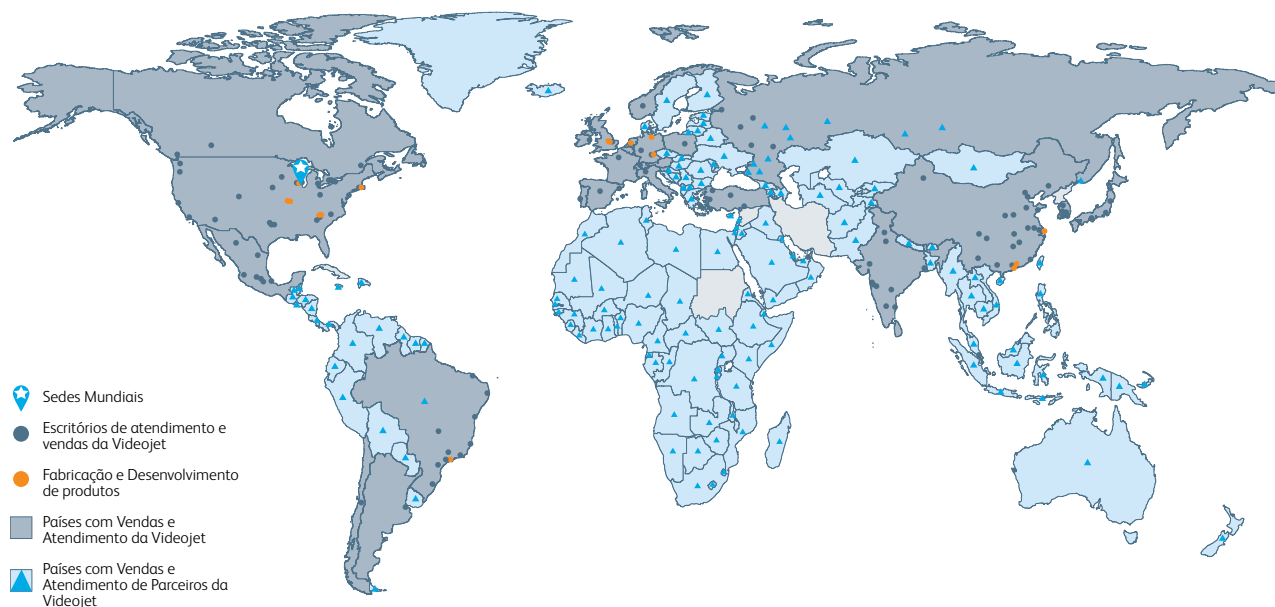 Sedes Mundiais
Escritórios de atendimento e
vendas da Videojet
Fabricação e Desenvolvimento
de produtos
Países com Vendas e
Atendimento da Videojet
Países com Vendas e
Atendimento de Parceiros da
Videojet